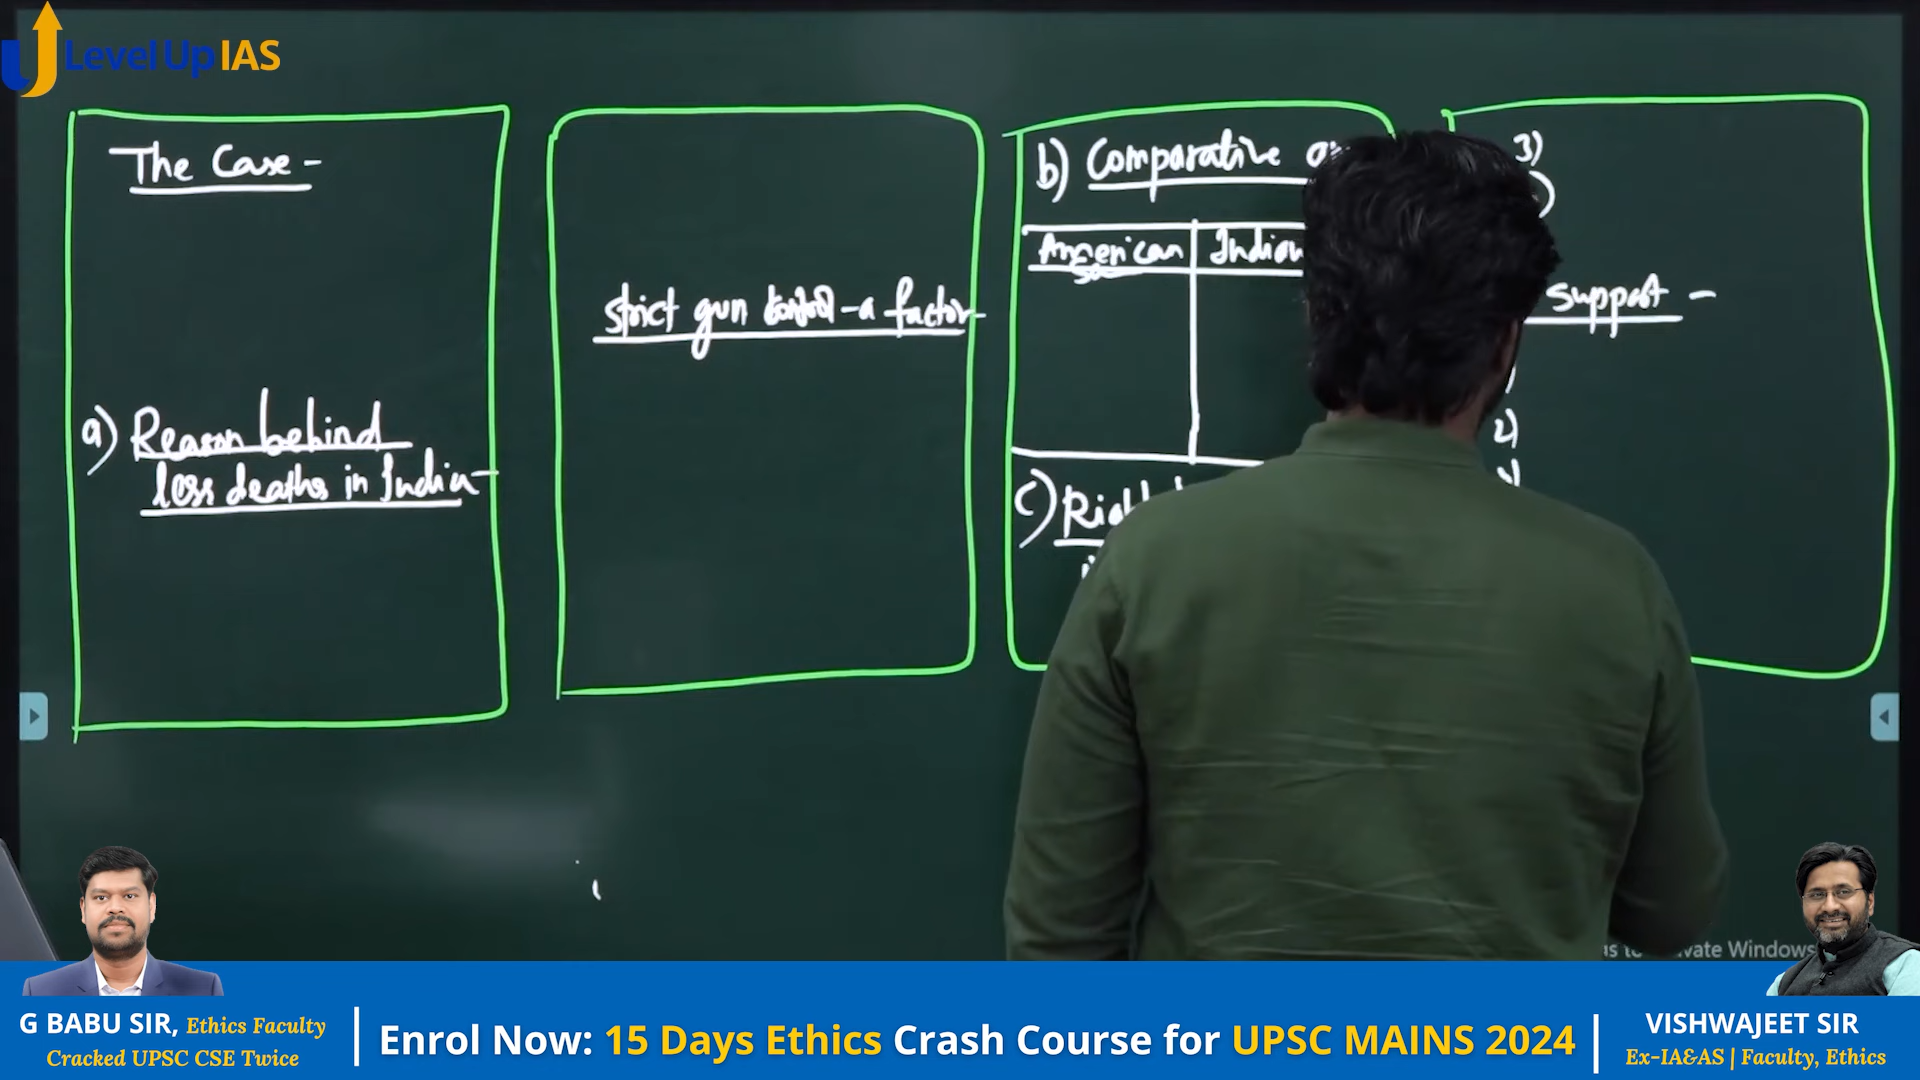 Level Up IAS
The Case -
a) Reason behind
less deaths in India -
strict gun control - a factor -
b) Comparative
American
Indian
c)
3)
support -
2)
G BABU SIR, Ethics Faculty
Cracked UPSC CSE Twice
Enrol Now: 15 Days Ethics Crash Course for UPSC MAINS 2024
VISHWAJEET SIR
Ex-IA&AS | Faculty, Ethics
Windows